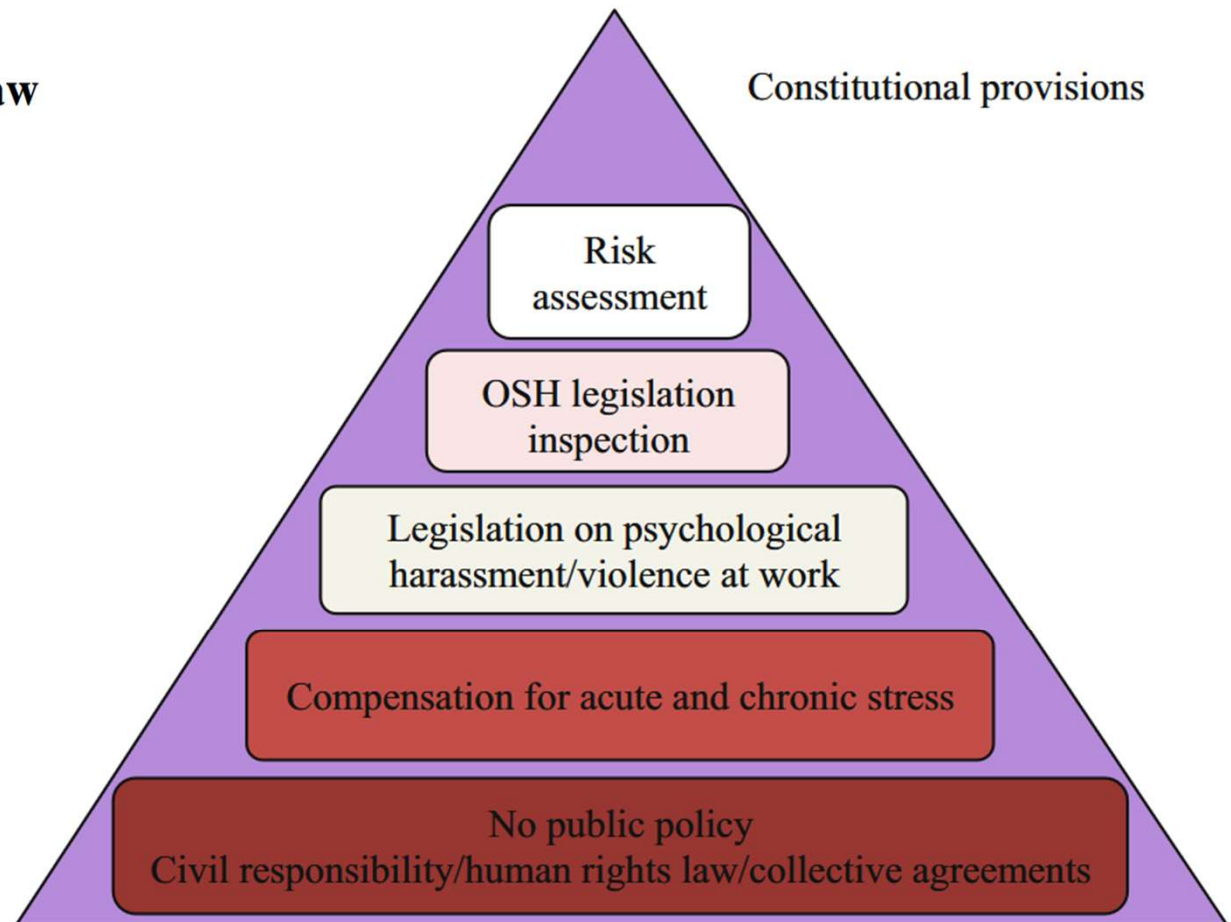 Constitutional provisions
Risk
assessment
OSH legislation
inspection
Legislation on psychological
harassment/violence at work
Compensation for acute and chronic stress
No public policy
Civil responsibility/human rights law/collective agreements